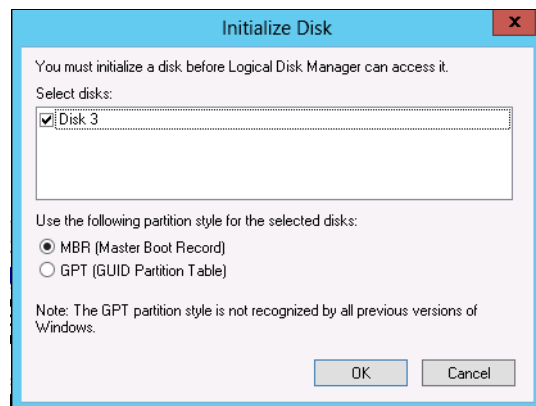 Initialize Disk
x
You must initialize a disk before Logical Disk Manager can access it.
Select disks:
Disk 3
Use the following partition style for the selected disks:
MBR (Master Boot Record)
GPT (GUID Partition Table)
Note: The GPT partition style is not recognized by all previous versions of
Windows.
OK Cancel